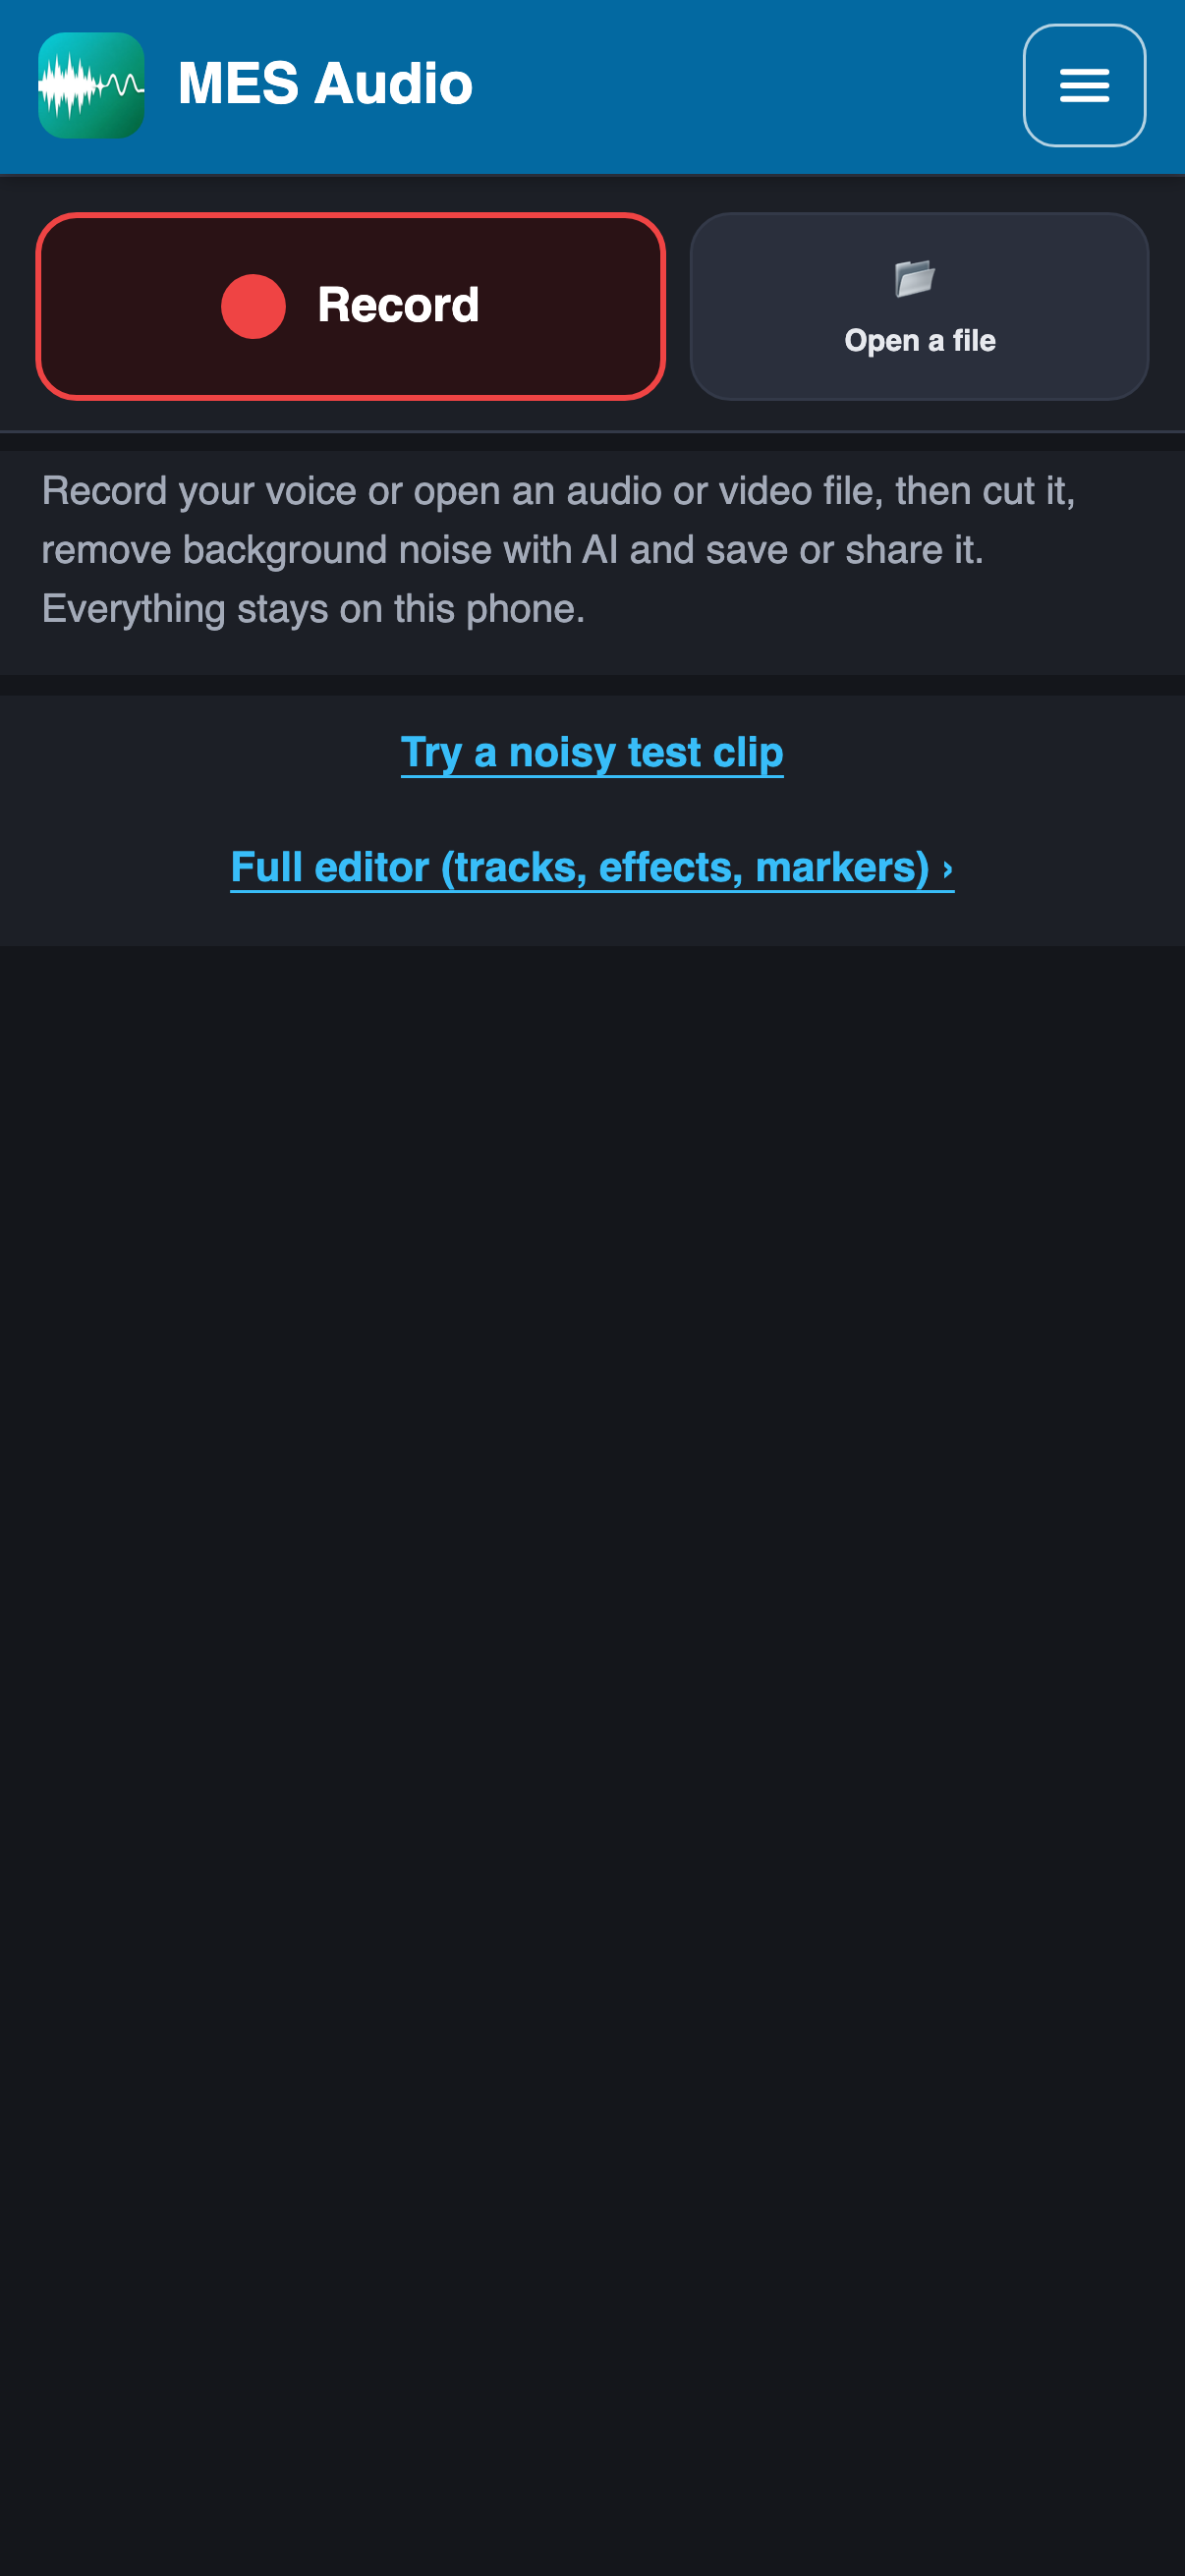 MES Audio
Record
Open a file
Record your voice or open an audio or video file, then cut it,
remove background noise with AI and save or share it.
Everything stays on this phone.
Try a noisy test clip
Full editor (tracks, effects, markers) ›